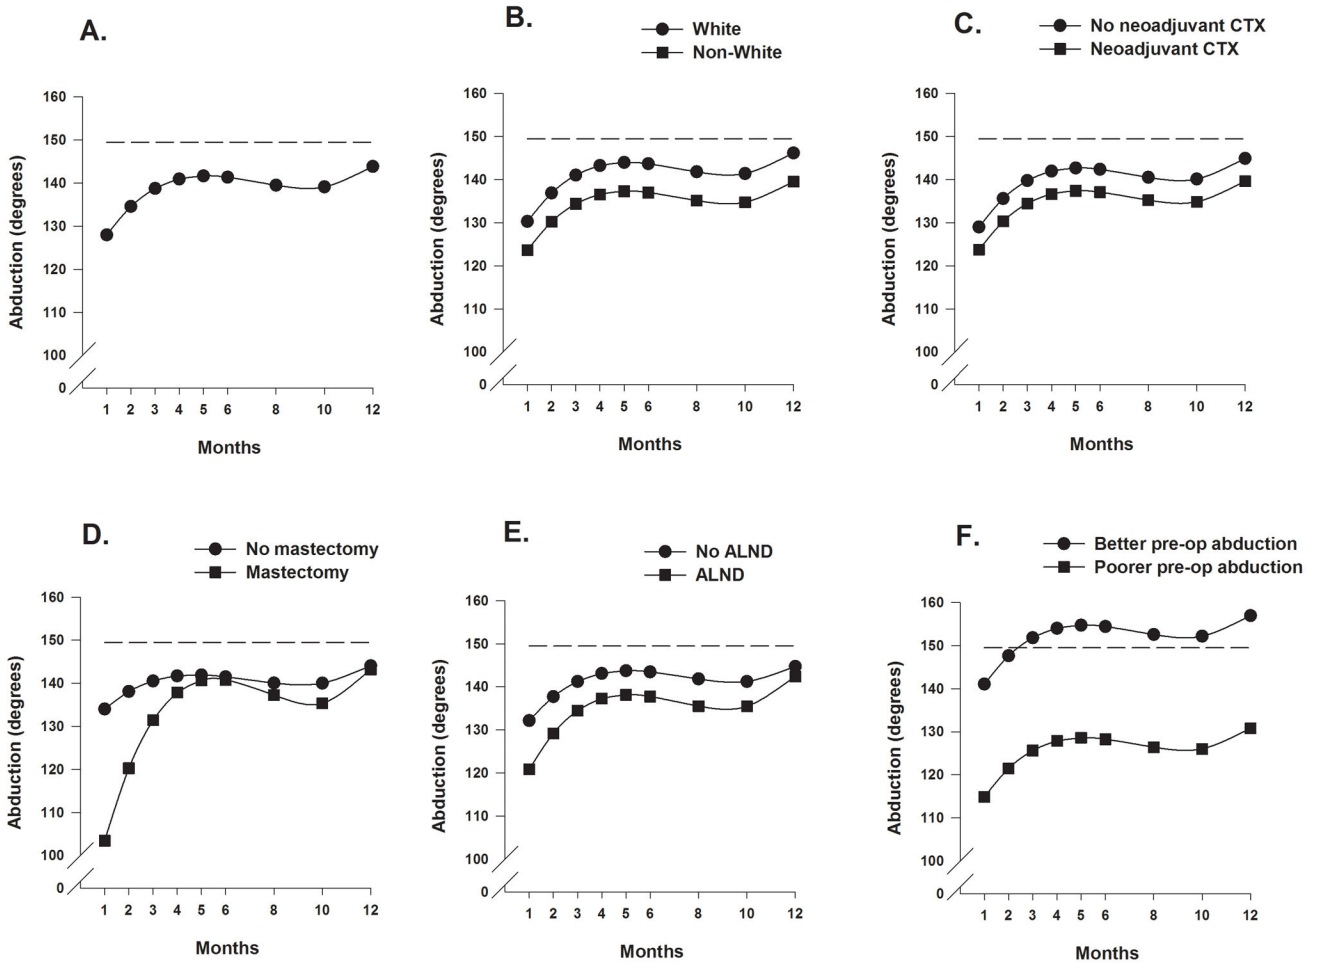 A.
Abduction (degrees)
160
150
140
130
120
110
100
0
1 2 3 4 5 6 8 10 12
Months
B.
White
Non-White
Abduction (degrees)
160
150
140
130
120
110
100
0
1 2 3 4 5 6 8 10 12
Months
C.
No neoadjuvant CTX
Neoadjuvant CTX
Abduction (degrees)
160
150
140
130
120
110
100
0
1 2 3 4 5 6 8 10 12
Months
D.
No mastectomy
Mastectomy
Abduction (degrees)
160
150
140
130
120
110
100
0
1 2 3 4 5 6 8 10 12
Months
E.
No ALND
ALND
Abduction (degrees)
160
150
140
130
120
110
100
0
1 2 3 4 5 6 8 10 12
Months
F.
Better pre-op abduction
Poorer pre-op abduction
Abduction (degrees)
160
150
140
130
120
110
100
0
1 2 3 4 5 6 8 10 12
Months